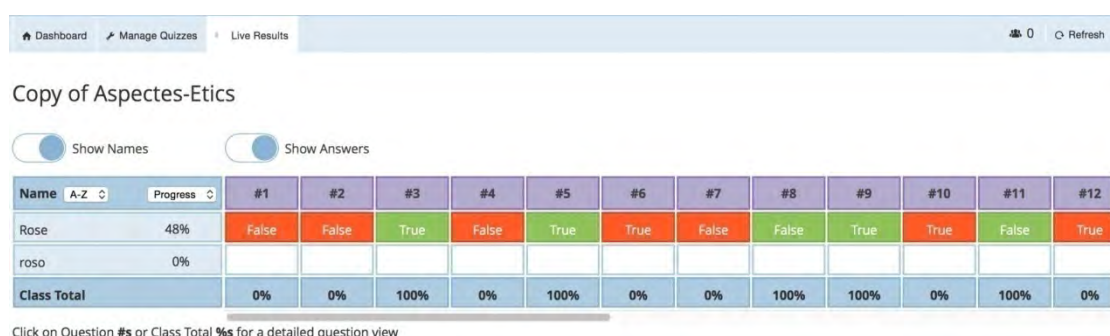 Dashboard Manage Quizzes Live Results 0 Refresh
Copy of Aspectes-Etics
Show Names Show Answers
Name A-Z Progress #1 #2 #3 #4 #5 #6 #7 #8 #9 #10 #11 #12
Rose 48% False False True False True True False False True True False True
roso 0%
Class Total 0% 0% 100% 0% 100% 0% 0% 100% 100% 0% 100% 0%
Click on Question #s or Class Total %s for a detailed question view